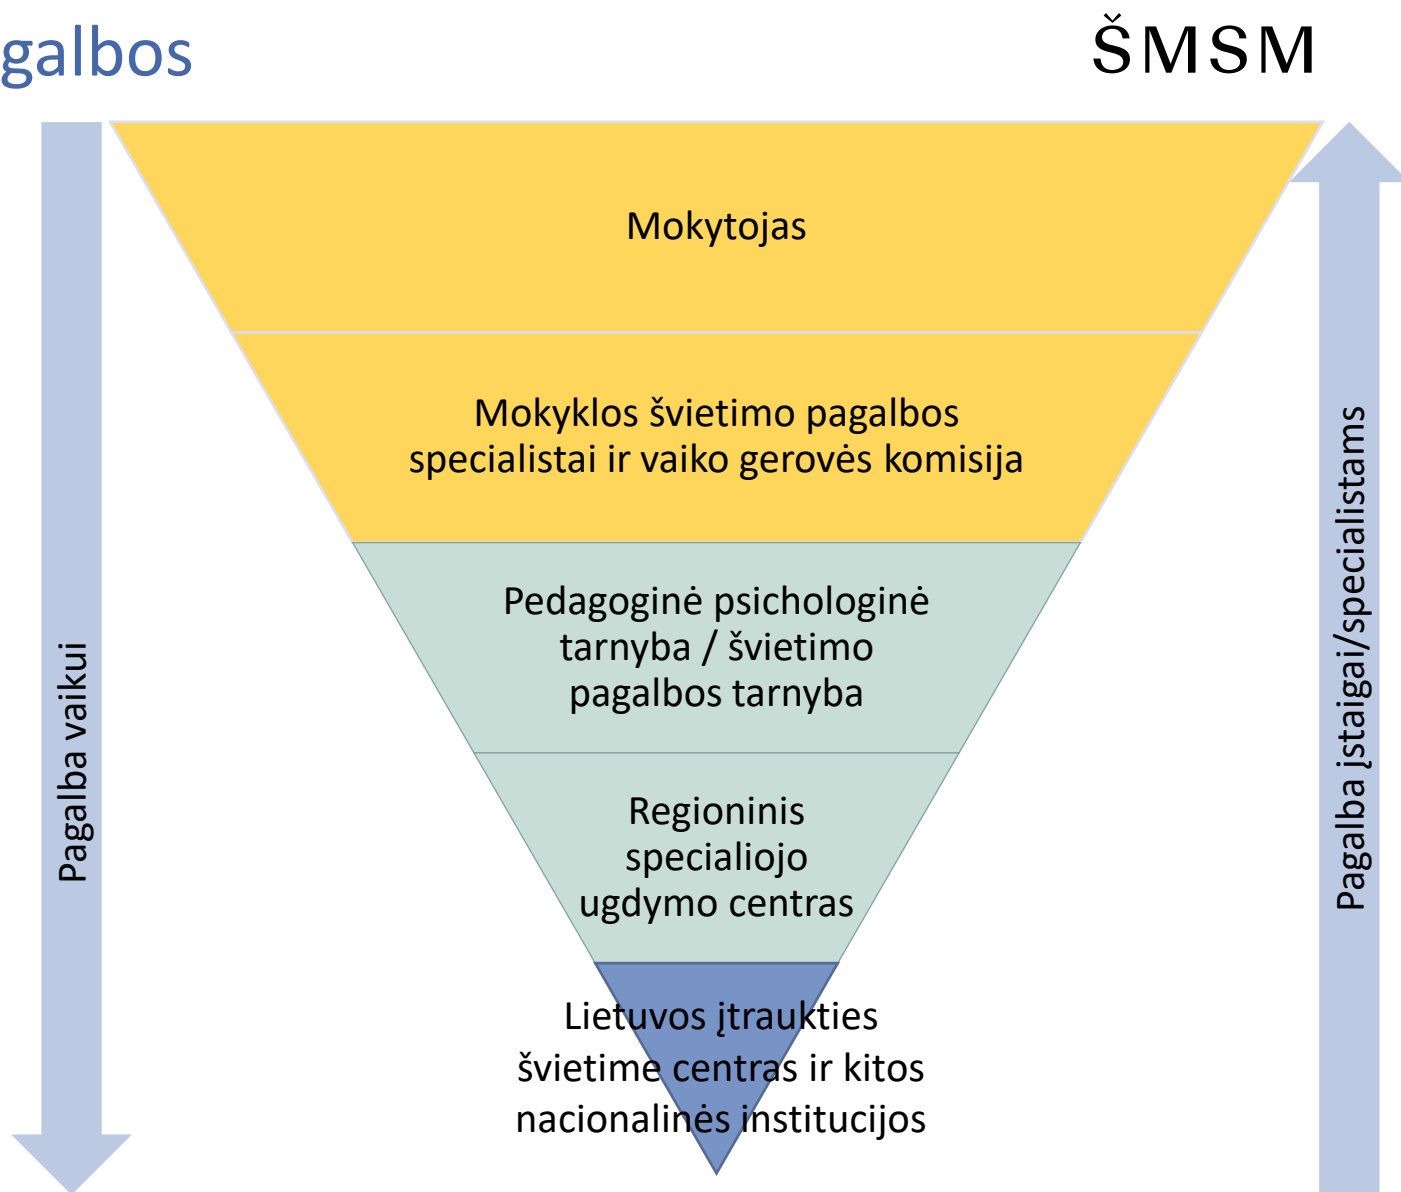 galbos
ŠMSM
Mokytojas
Mokyklos švietimo pagalbos
specialistai ir vaiko gerovės komisija
Pedagoginė psichologinė
tarnyba / švietimo
pagalbos tarnyba
Regioninis
specialiojo
ugdymo centras
Lietuvos įtraukties
švietime centras ir kitos
nacionalinės institucijos
Pagalba vaikui
Pagalba įstaigai/specialistams